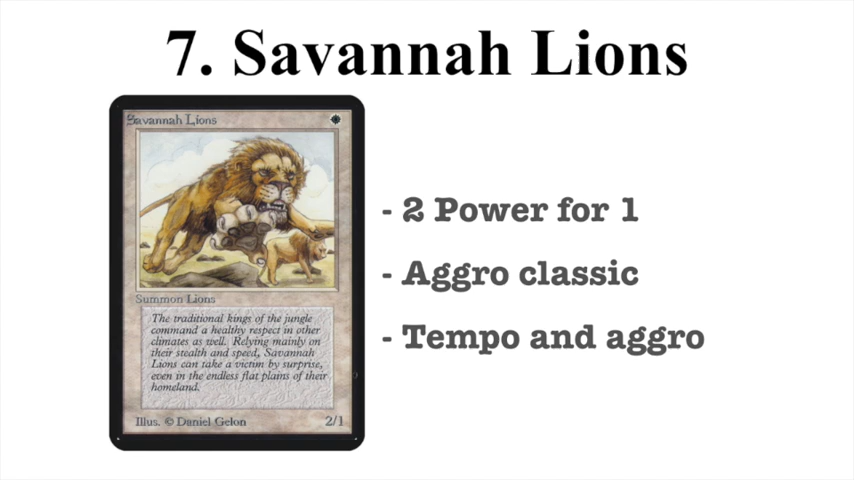 7. Savannah Lions
Savannah Lions
- 2 Power for 1
- Aggro classic
- Tempo and aggro
Summon Lions
The traditional kings of the jungle
command a healthy respect in other
climates as well. Relying mainly on
their stealth and speed, Savannah
Lions can take a victim by surprise,
even in the endless flat plains of their
homeland.
Illus. © Daniel Gelon
2/1